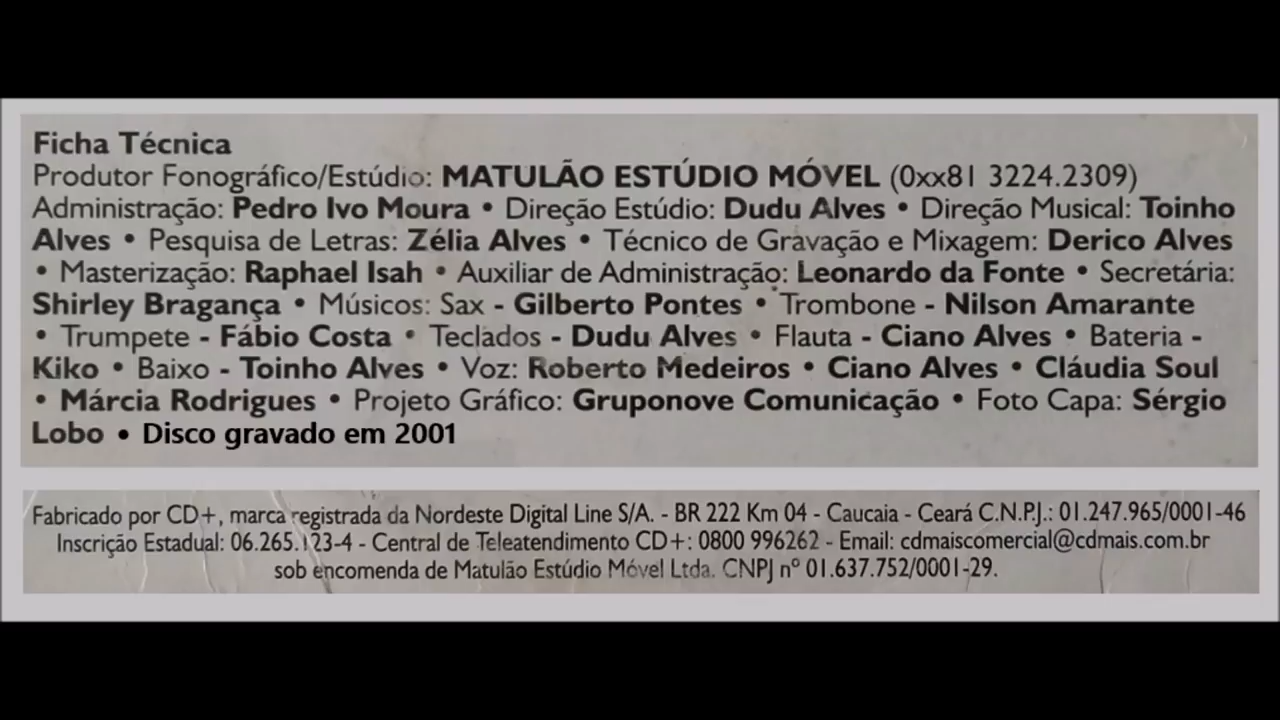 Ficha Técnica
Produtor Fonográfico/Estúdio: MATULÃO ESTÚDIO MÓVEL (0xx81 3224.2309)
Administração: Pedro Ivo Moura • Direção Estúdio: Dudu Alves • Direção Musical: Toinho
Alves • Pesquisa de Letras: Zélia Alves • Técnico de Gravação e Mixagem: Derico Alves
• Masterização: Raphael Isah • Auxiliar de Administração: Leonardo da Fonte • Secretária:
Shirley Bragança • Músicos: Sax - Gilberto Pontes • Trombone - Nilson Amarante
• Trumpete - Fábio Costa • Teclados - Dudu Alves • Flauta - Ciano Alves • Bateria -
Kiko • Baixo - Toinho Alves • Voz: Roberto Medeiros • Ciano Alves • Cláudia Soul
• Márcia Rodrigues • Projeto Gráfico: Gruponove Comunicação • Foto Capa: Sérgio
Lobo • Disco gravado em 2001
Fabricado por CD+, marca registrada da Nordeste Digital Line S/A. - BR 222 Km 04 - Caucaia - Ceará C.N.P.J.: 01.247.965/0001-46
Inscrição Estadual: 06.265.123-4 - Central de Teleatendimento CD+: 0800 996262 - Email: cdmaiscomercial@cdmais.com.br
sob encomenda de Matulão Estúdio Móvel Ltda. CNPJ nº 01.637.752/0001-29.